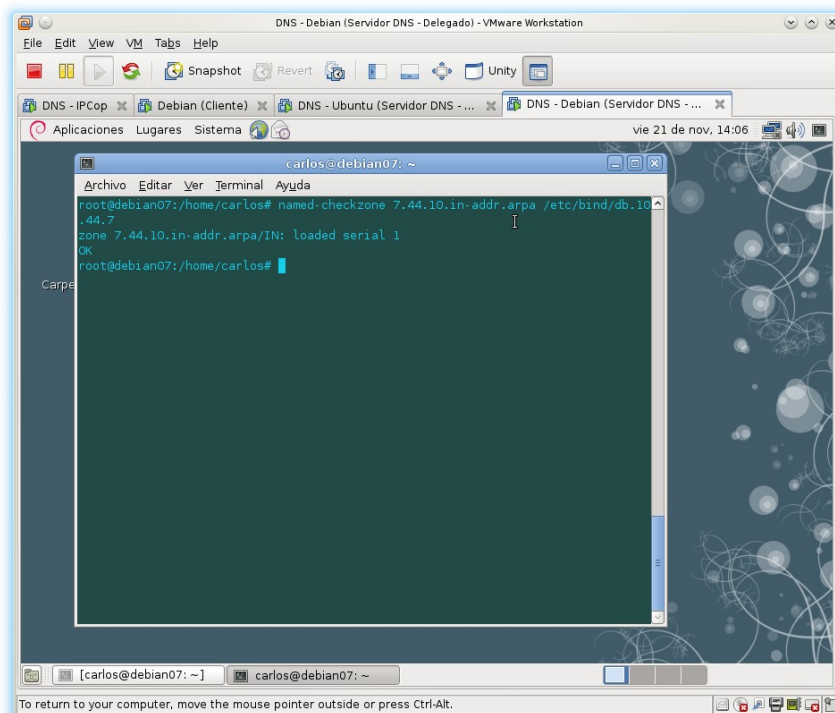 DNS - Debian (Servidor DNS - Delegado) - VMware Workstation
File Edit View VM Tabs Help
Snapshot Revert Unity
DNS - IPCop Debian (Cliente) DNS - Ubuntu (Servidor DNS - ... DNS - Debian (Servidor DNS - ...
Aplicaciones Lugares Sistema vie 21 de nov, 14:06
carlos@debian07: ~
Archivo Editar Ver Terminal Ayuda
root@debian07:/home/carlos# named-checkzone 7.44.10.in-addr.arpa /etc/bind/db.10
.44.7
zone 7.44.10.in-addr.arpa/IN: loaded serial 1
OK
root@debian07:/home/carlos#
Carpe
[carlos@debian07: ~] carlos@debian07: ~
To return to your computer, move the mouse pointer outside or press Ctrl-Alt.